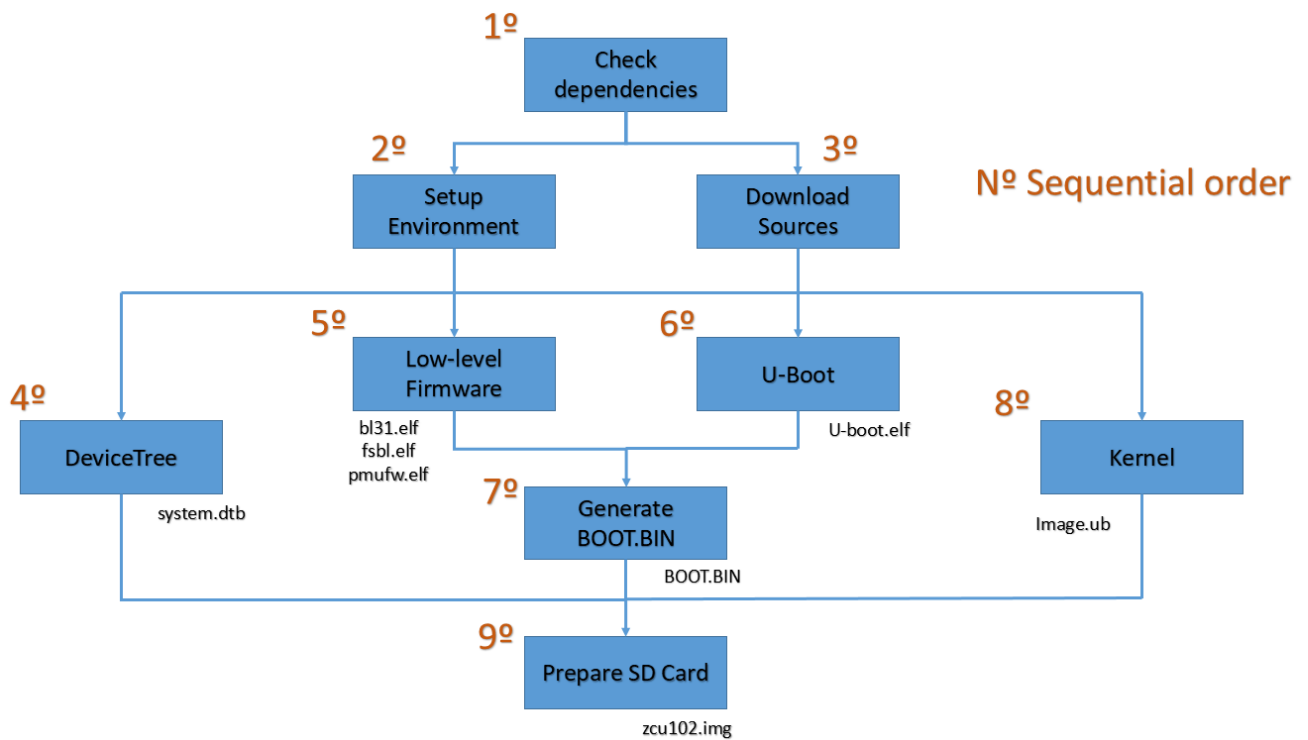 1º
Check
dependencies
2º
3º
Setup
Environment
Download
Sources
Nº Sequential order
5º
6º
Low-level
Firmware
U-Boot
4º
8º
bl31.elf
fsbl.elf
pmufw.elf
U-boot.elf
DeviceTree
Kernel
7º
system.dtb
Generate
BOOT.BIN
Image.ub
BOOT.BIN
9º
Prepare SD Card
zcu102.img